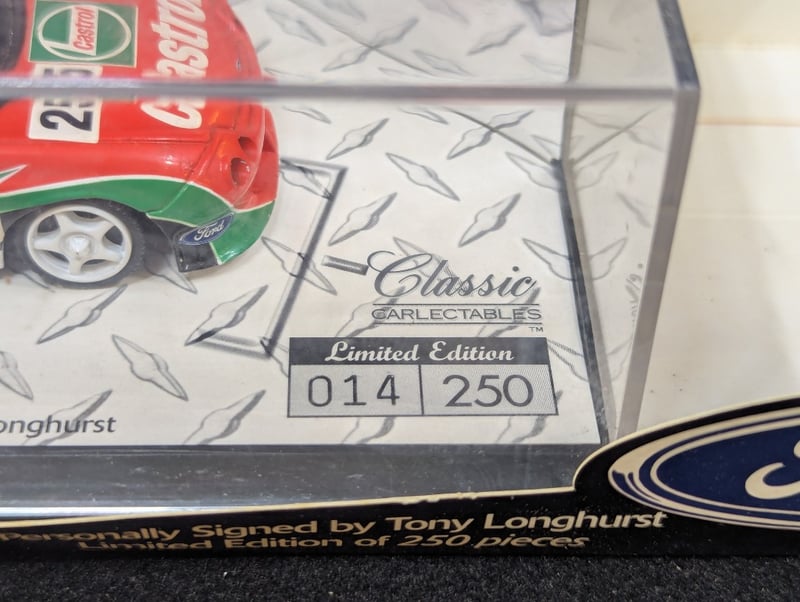 Castrol
Castrol
25
Ford
Classic
CARLECTABLES
TM
Limited Edition
014 250
onghurst
Personally Signed by Tony Longhurst
Limited Edition of 250 pieces